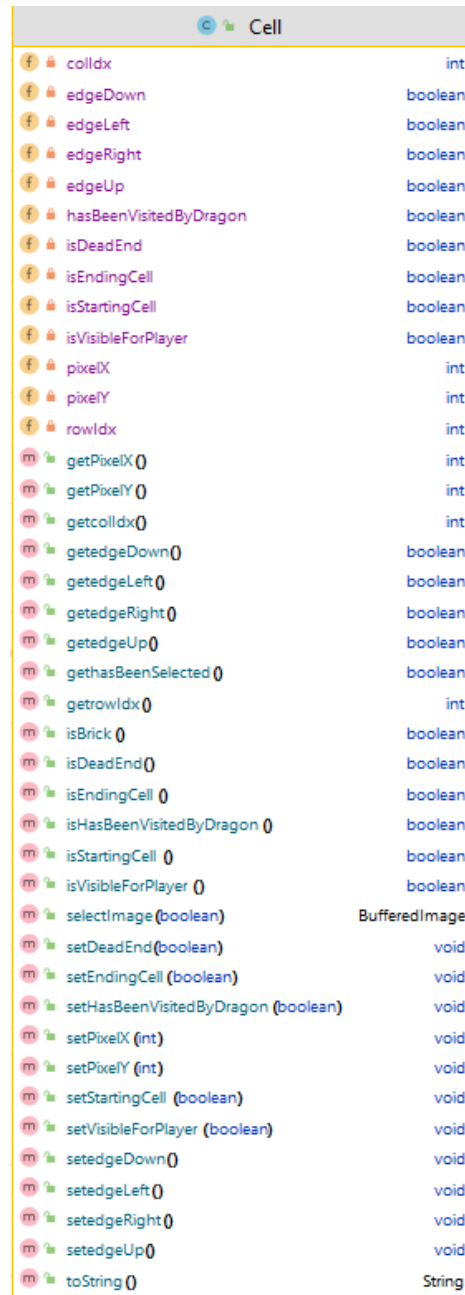 Cell
colIdx int
edgeDown boolean
edgeLeft boolean
edgeRight boolean
edgeUp boolean
hasBeenVisitedByDragon boolean
isDeadEnd boolean
isEndingCell boolean
isStartingCell boolean
isVisibleForPlayer boolean
pixelX int
pixelY int
rowIdx int
getPixelX() int
getPixelY() int
getcolIdx() int
getedgeDown() boolean
getedgeLeft() boolean
getedgeRight() boolean
getedgeUp() boolean
gethasBeenSelected() boolean
getrowIdx() int
isBrick () boolean
isDeadEnd() boolean
isEndingCell () boolean
isHasBeenVisitedByDragon () boolean
isStartingCell () boolean
isVisibleForPlayer () boolean
selectImage(boolean) BufferedImage
setDeadEnd(boolean) void
setEndingCell (boolean) void
setHasBeenVisitedByDragon (boolean) void
setPixelX (int) void
setPixelY (int) void
setStartingCell (boolean) void
setVisibleForPlayer (boolean) void
setedgeDown() void
setedgeLeft() void
setedgeRight() void
setedgeUp() void
toString () String